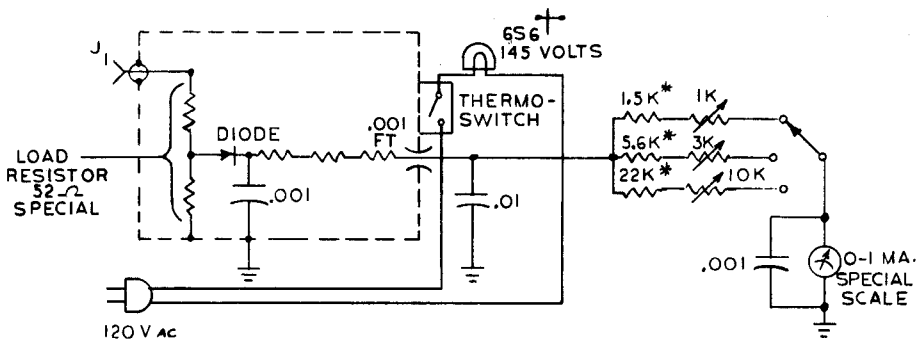 6S6
145 VOLTS
J1
THERMO-
SWITCH
1.5K*
1K
DIODE
.001
FT
5.6K*
3K
LOAD
RESISTOR
52Ω
SPECIAL
22K*
10K
.001
.01
.001
0-1 MA.
SPECIAL
SCALE
120 V AC